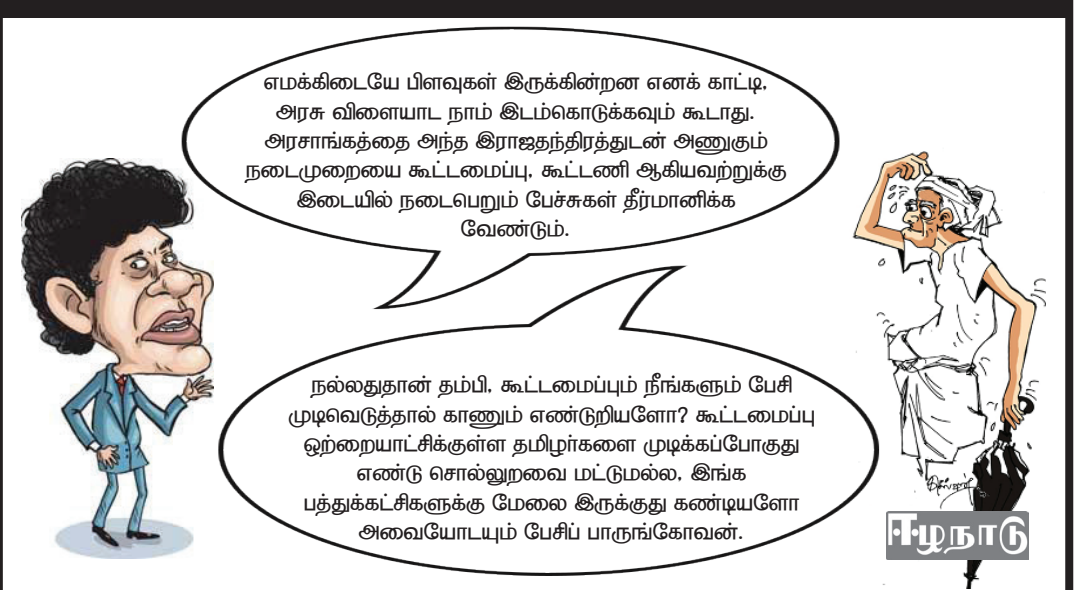 எமக்கிடையே பிளவுகள் இருக்கின்றன எனக் காட்டி,
அரசு விளையாட நாம் இடம்கொடுக்கவும் கூடாது.
அரசாங்கத்தை அந்த இராஜதந்திரத்துடன் அணுகும்
நடைமுறையை கூட்டமைப்பு, கூட்டணி ஆகியவற்றுக்கு
இடையில் நடைபெறும் பேச்சுகள் தீர்மானிக்க
வேண்டும்.
நல்லதுதான் தம்பி, கூட்டமைப்பும் நீங்களும் பேசி
முடிவெடுத்தால் காணும் எண்டுறியளோ? கூட்டமைப்பு
ஒற்றையாட்சிக்குள்ள தமிழர்களை முடிக்கப்போகுது
எண்டு சொல்லுறவை மட்டுமல்ல, இங்க
பத்துக்கட்சிகளுக்கு மேலை இருக்குது கண்டியளோ
அவையோடயும் பேசிப் பாருங்கோவன்.
ஈழநாடு